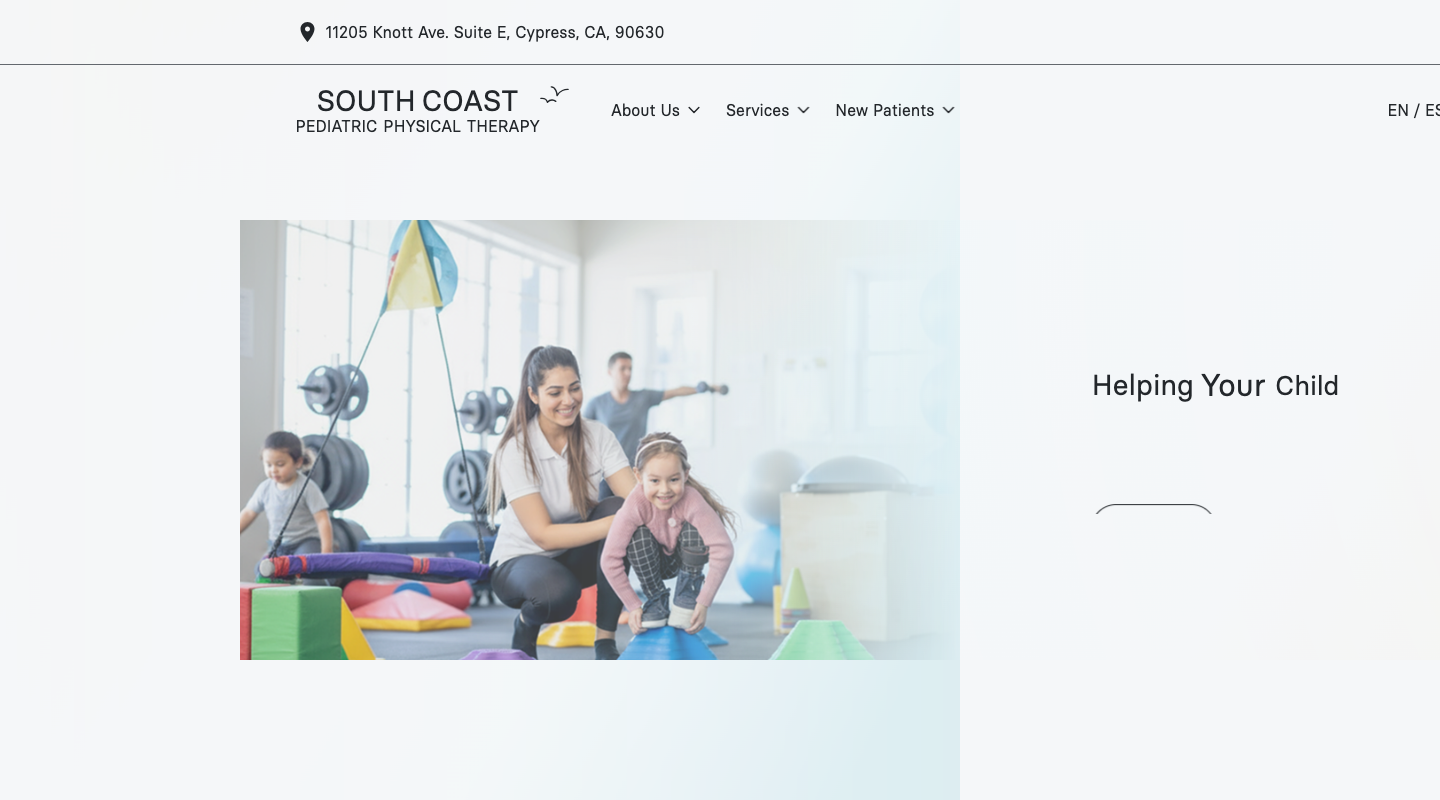 11205 Knott Ave. Suite E, Cypress, CA, 90630
SOUTH COAST
PEDIATRIC PHYSICAL THERAPY
About Us
Services
New Patients
EN / ES
Helping Your Child